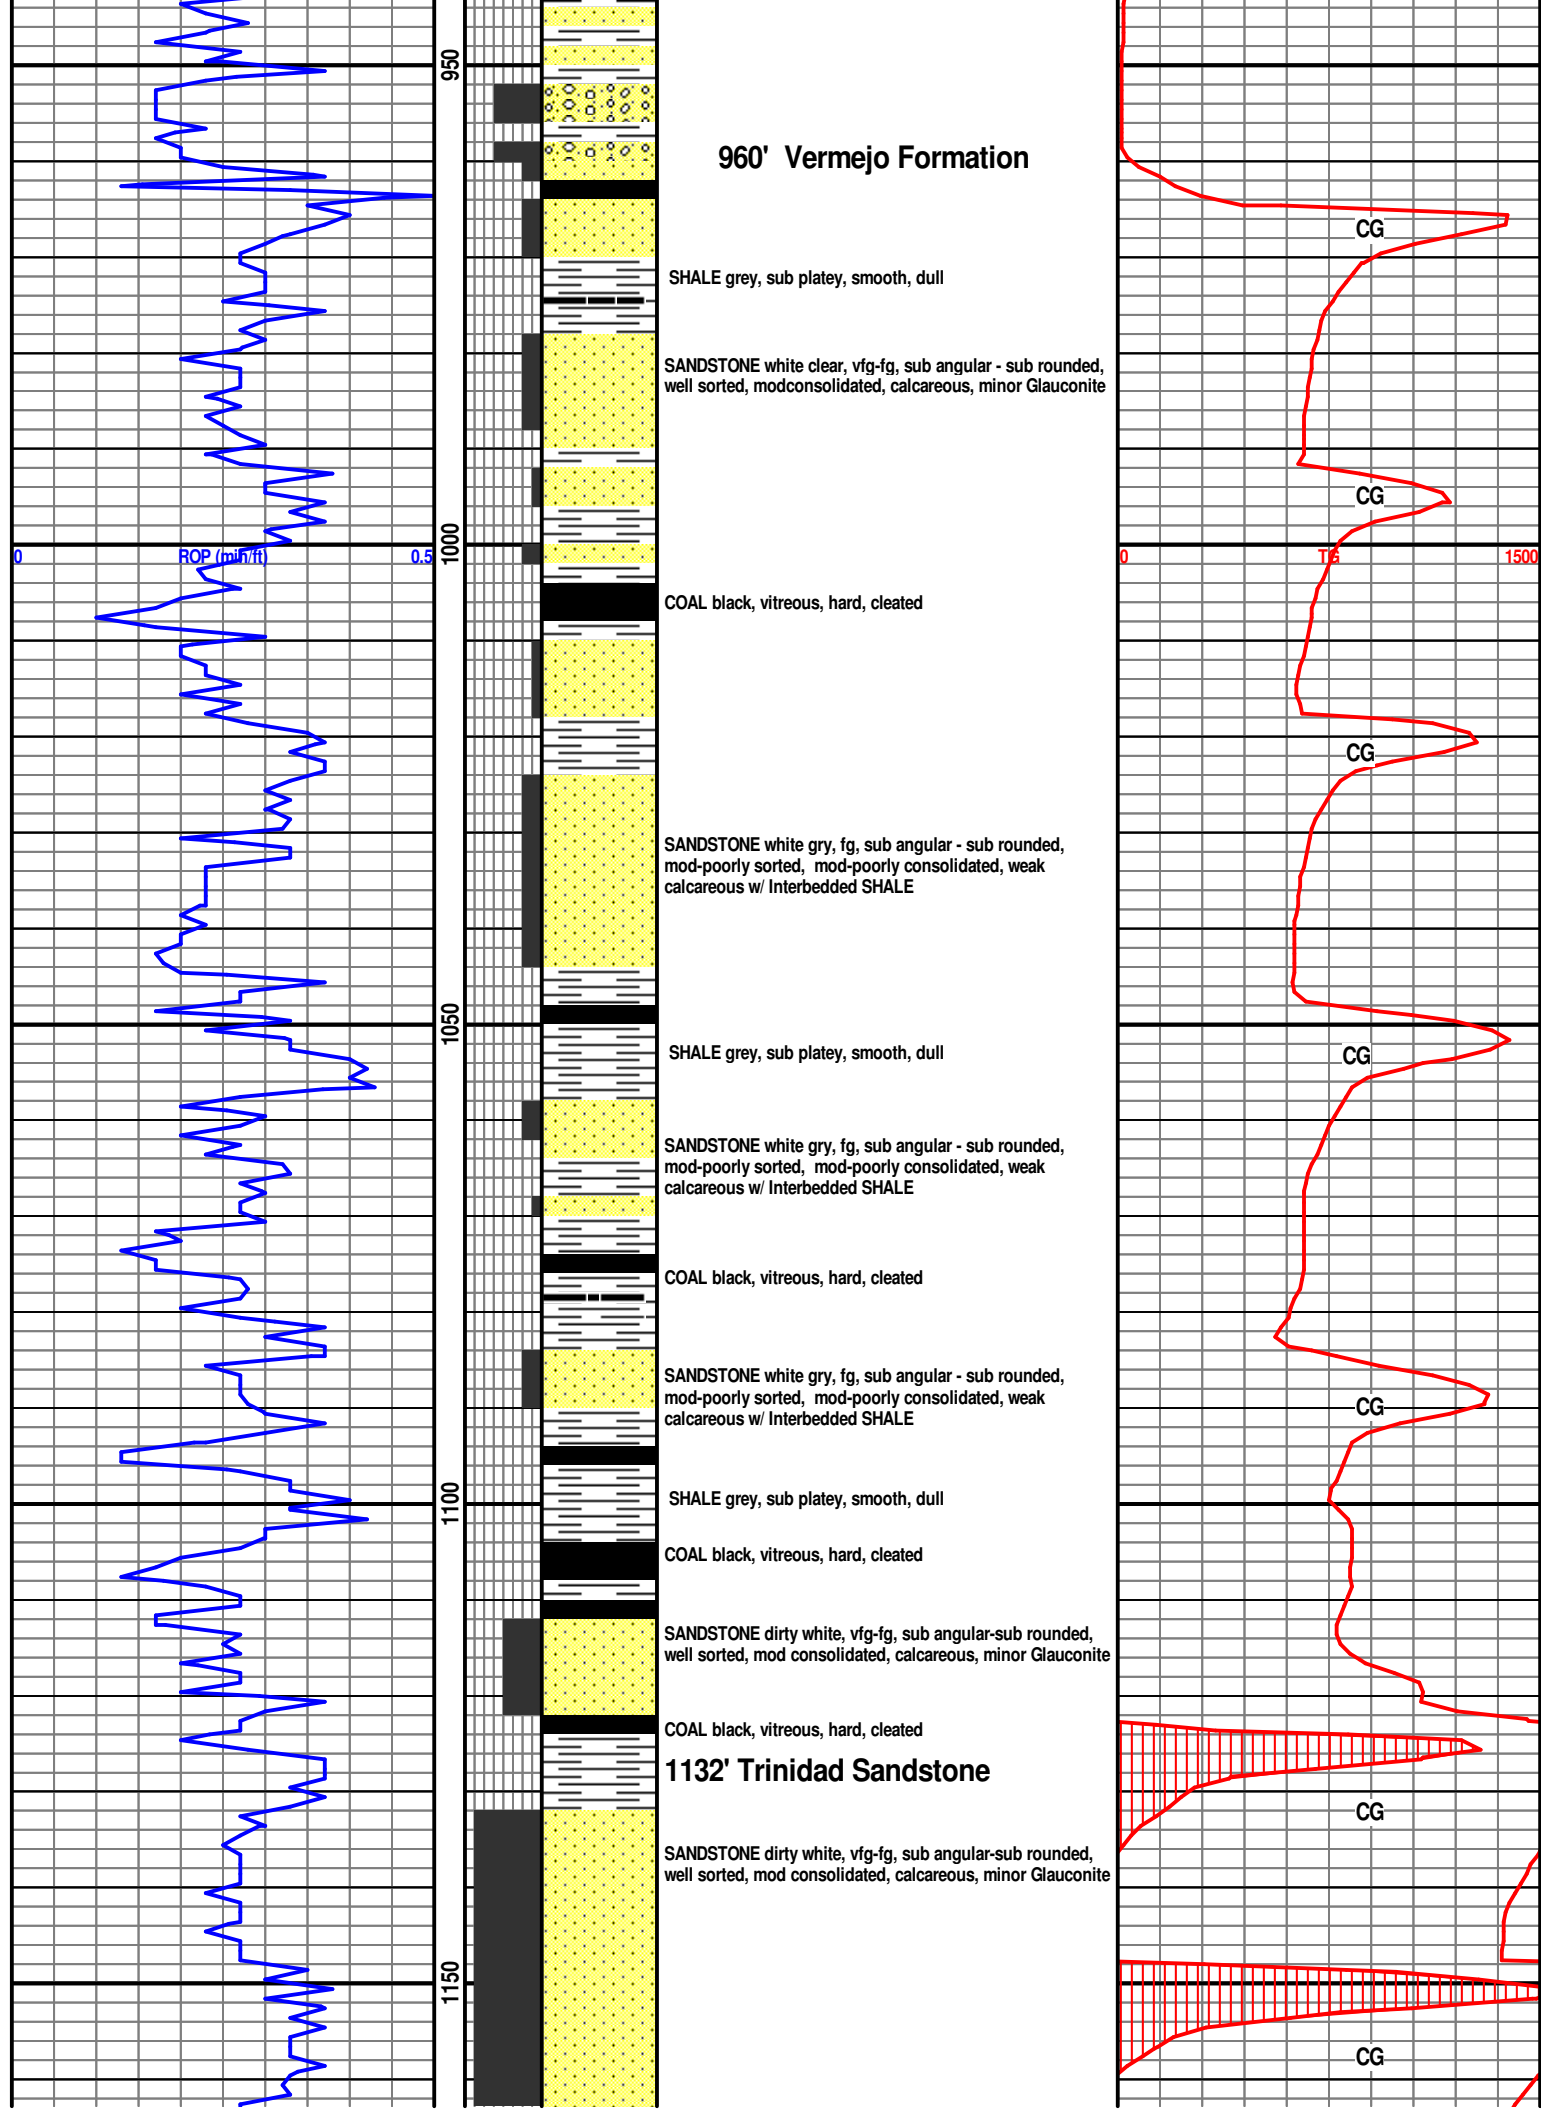 950
960' Vermejo Formation
CG
SHALE grey, sub platey, smooth, dull
SANDSTONE white clear, vfg-fg, sub angular - sub rounded,
well sorted, modconsolidated, calcareous, minor Glauconite
CG
1000
0 ROP (min/ft) 0.5
0 TG 1500
COAL black, vitreous, hard, cleated
CG
SANDSTONE white gry, fg, sub angular - sub rounded,
mod-poorly sorted, mod-poorly consolidated, weak
calcareous w/ Interbedded SHALE
1050
SHALE grey, sub platey, smooth, dull
CG
SANDSTONE white gry, fg, sub angular - sub rounded,
mod-poorly sorted, mod-poorly consolidated, weak
calcareous w/ Interbedded SHALE
COAL black, vitreous, hard, cleated
SANDSTONE white gry, fg, sub angular - sub rounded,
mod-poorly sorted, mod-poorly consolidated, weak
calcareous w/ Interbedded SHALE
CG
1100
SHALE grey, sub platey, smooth, dull
COAL black, vitreous, hard, cleated
SANDSTONE dirty white, vfg-fg, sub angular-sub rounded,
well sorted, mod consolidated, calcareous, minor Glauconite
COAL black, vitreous, hard, cleated
1132' Trinidad Sandstone
CG
SANDSTONE dirty white, vfg-fg, sub angular-sub rounded,
well sorted, mod consolidated, calcareous, minor Glauconite
1150
CG